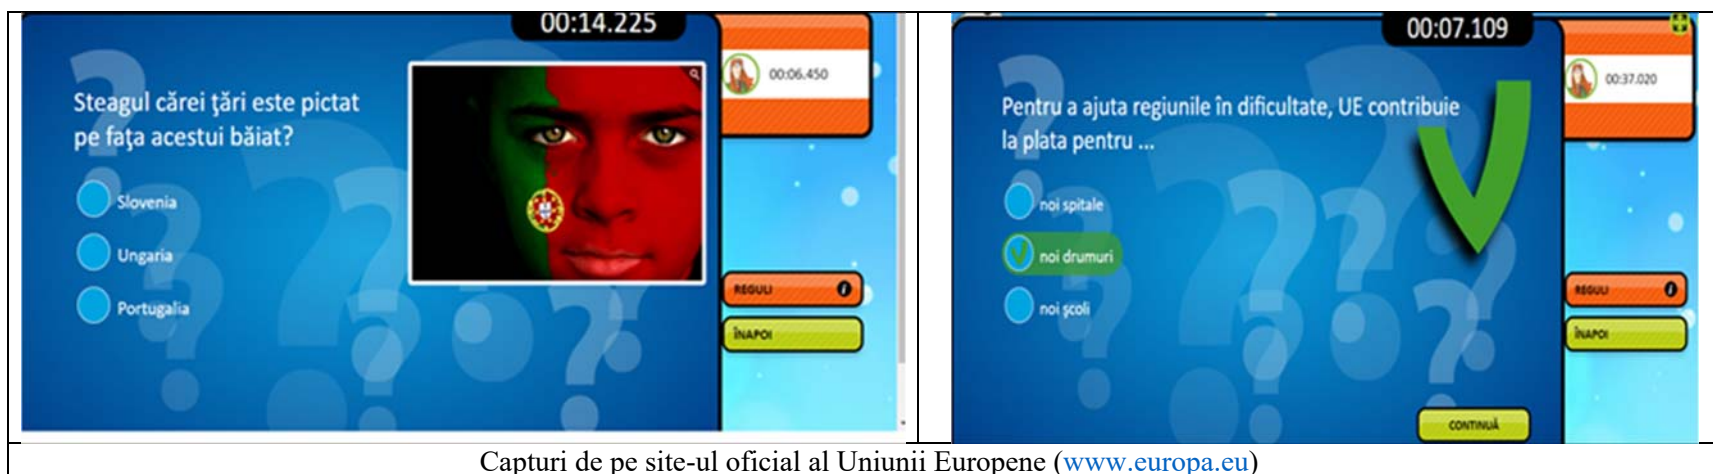 00:14.225
00:06.450
Steagul cărei ţări este pictat
pe faţa acestui băiat?
Slovenia
Ungaria
Portugalia
REGULI
ÎNAPOI
00:07.109
00:37.020
Pentru a ajuta regiunile în dificultate, UE contribuie
la plata pentru ...
noi spitale
noi drumuri
noi şcoli
REGULI
ÎNAPOI
CONTINUĂ
Capturi de pe site-ul oficial al Uniunii Europene (www.europa.eu)